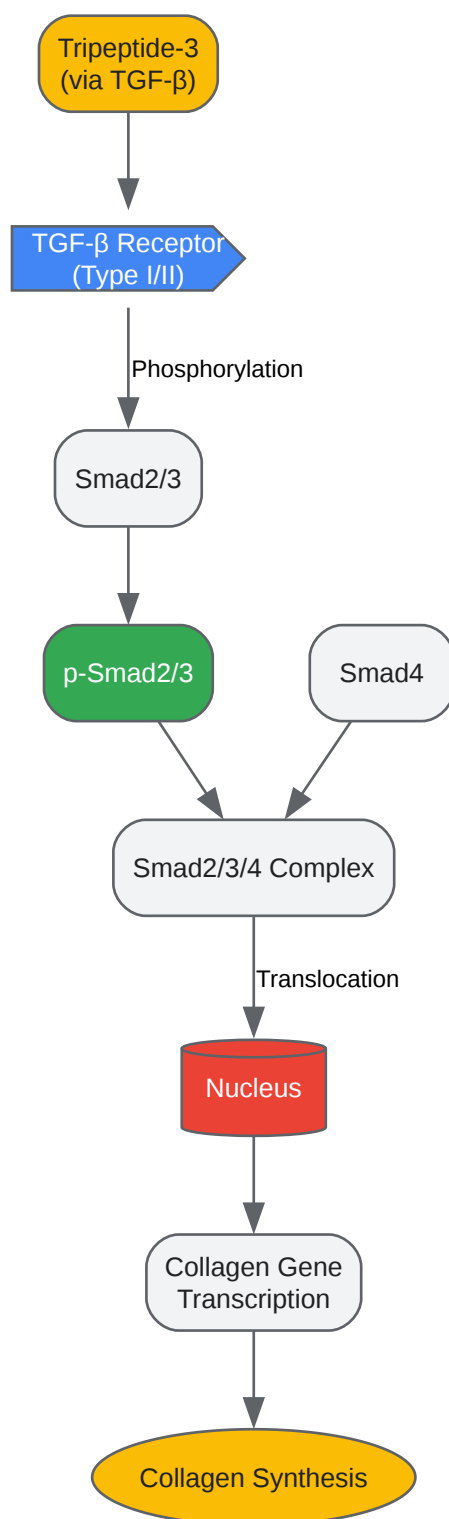 Tripeptide-3
(via TGF-β)
TGF-β Receptor
(Type I/II)
Phosphorylation
Smad2/3
p-Smad2/3
Smad4
Smad2/3/4 Complex
Translocation
Nucleus
Collagen Gene
Transcription
Collagen Synthesis